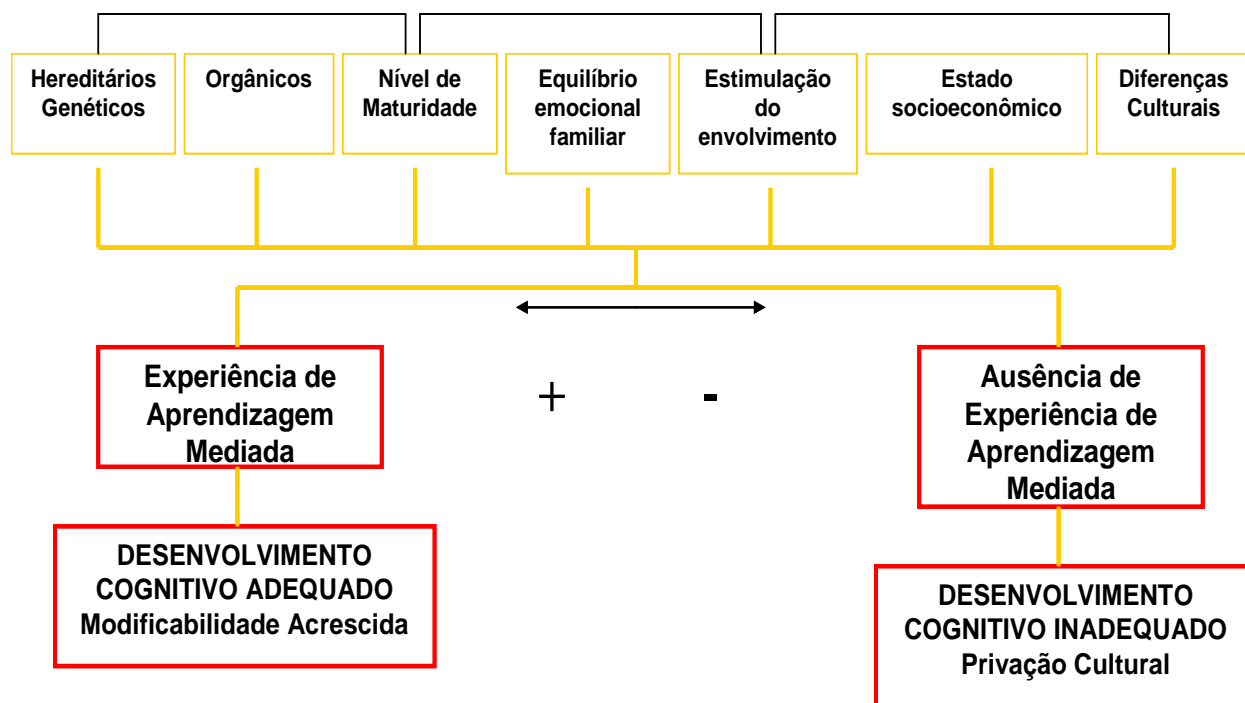 Hereditários
Genéticos
Orgânicos
Nível de
Maturidade
Equilíbrio
emocional
familiar
Estimulação
do
envolvimento
Estado
socioeconômico
Diferenças
Culturais
Experiência de
Aprendizagem
Mediada
+
-
Ausência de
Experiência de
Aprendizagem
Mediada
DESENVOLVIMENTO
COGNITIVO ADEQUADO
Modificabilidade Acrescida
DESENVOLVIMENTO
COGNITIVO INADEQUADO
Privação Cultural